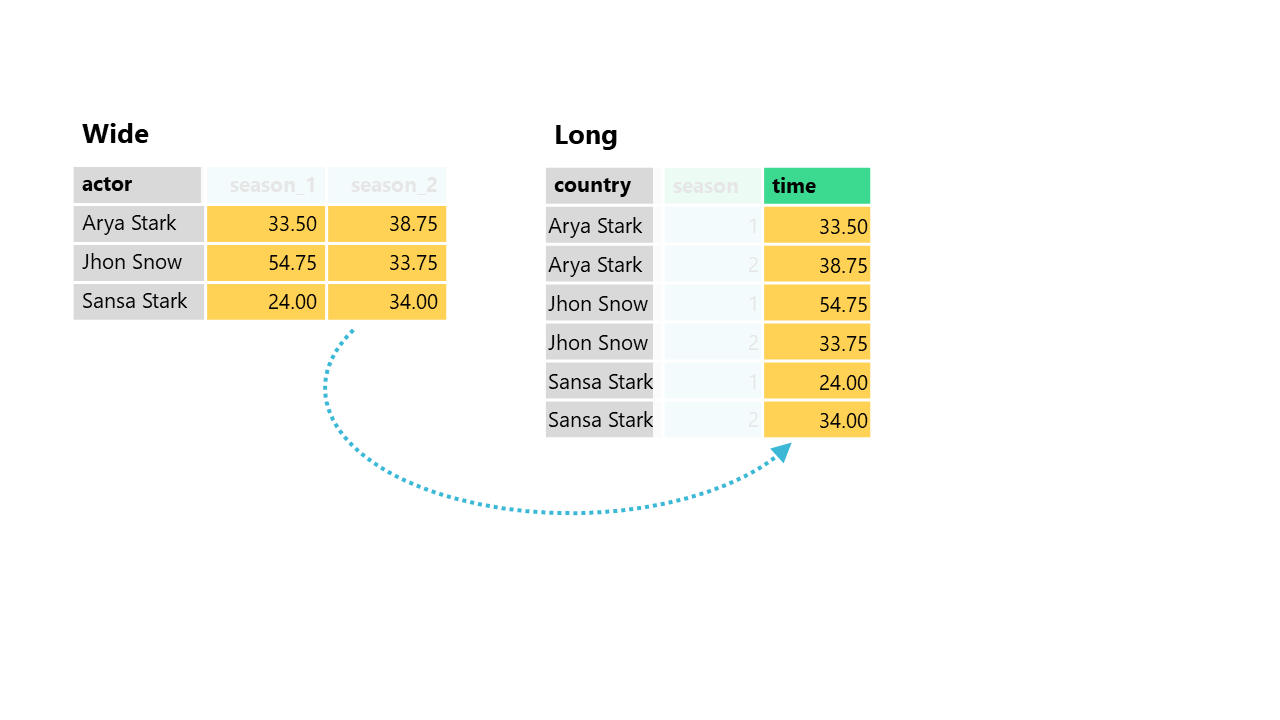 Wide
actor season_1 season_2
Arya Stark 33.50 38.75
Jhon Snow 54.75 33.75
Sansa Stark 24.00 34.00
Long
country season time
Arya Stark 1 33.50
Arya Stark 2 38.75
Jhon Snow 1 54.75
Jhon Snow 2 33.75
Sansa Stark 1 24.00
Sansa Stark 2 34.00